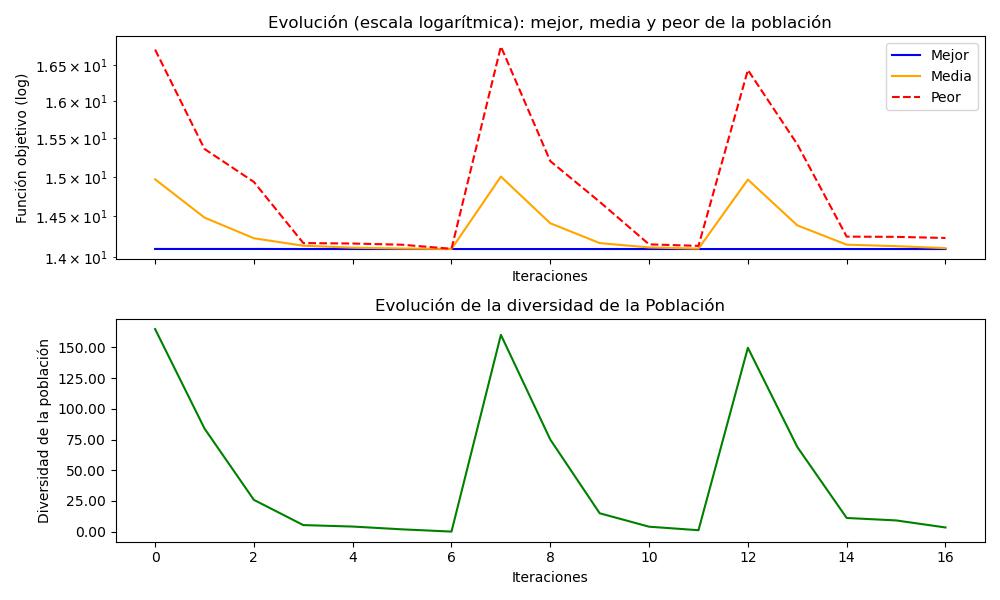 Evolución (escala logarítmica): mejor, media y peor de la población
Función objetivo (log)
1.65 × 10¹
1.6 × 10¹
1.55 × 10¹
1.5 × 10¹
1.45 × 10¹
1.4 × 10¹
Mejor
Media
Peor
Iteraciones
Evolución de la diversidad de la Población
Diversidad de la población
150.00
125.00
100.00
75.00
50.00
25.00
0.00
0 2 4 6 8 10 12 14 16
Iteraciones